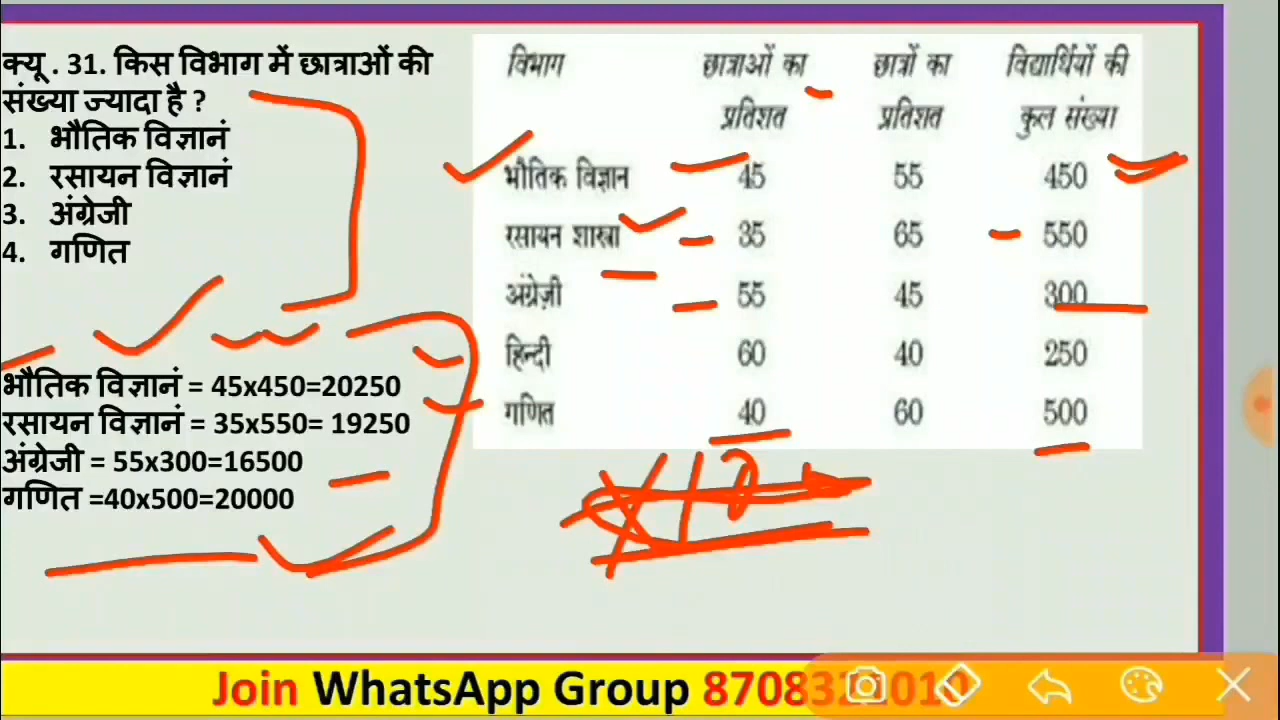 क्यू . 31. किस विभाग में छात्राओं की
संख्या ज्यादा है ?
1. भौतिक विज्ञानं
2. रसायन विज्ञानं
3. अंग्रेजी
4. गणित
भौतिक विज्ञानं = 45x450=20250
रसायन विज्ञानं = 35x550= 19250
अंग्रेजी = 55x300=16500
गणित =40x500=20000
विभाग छात्राओं का छात्रों का विद्यार्थियों की
प्रतिशत प्रतिशत कुल संख्या
भौतिक विज्ञान 45 55 450
रसायन शास्त्रा 35 65 550
अंग्रेज़ी 55 45 300
हिन्दी 60 40 250
गणित 40 60 500
Join WhatsApp Group